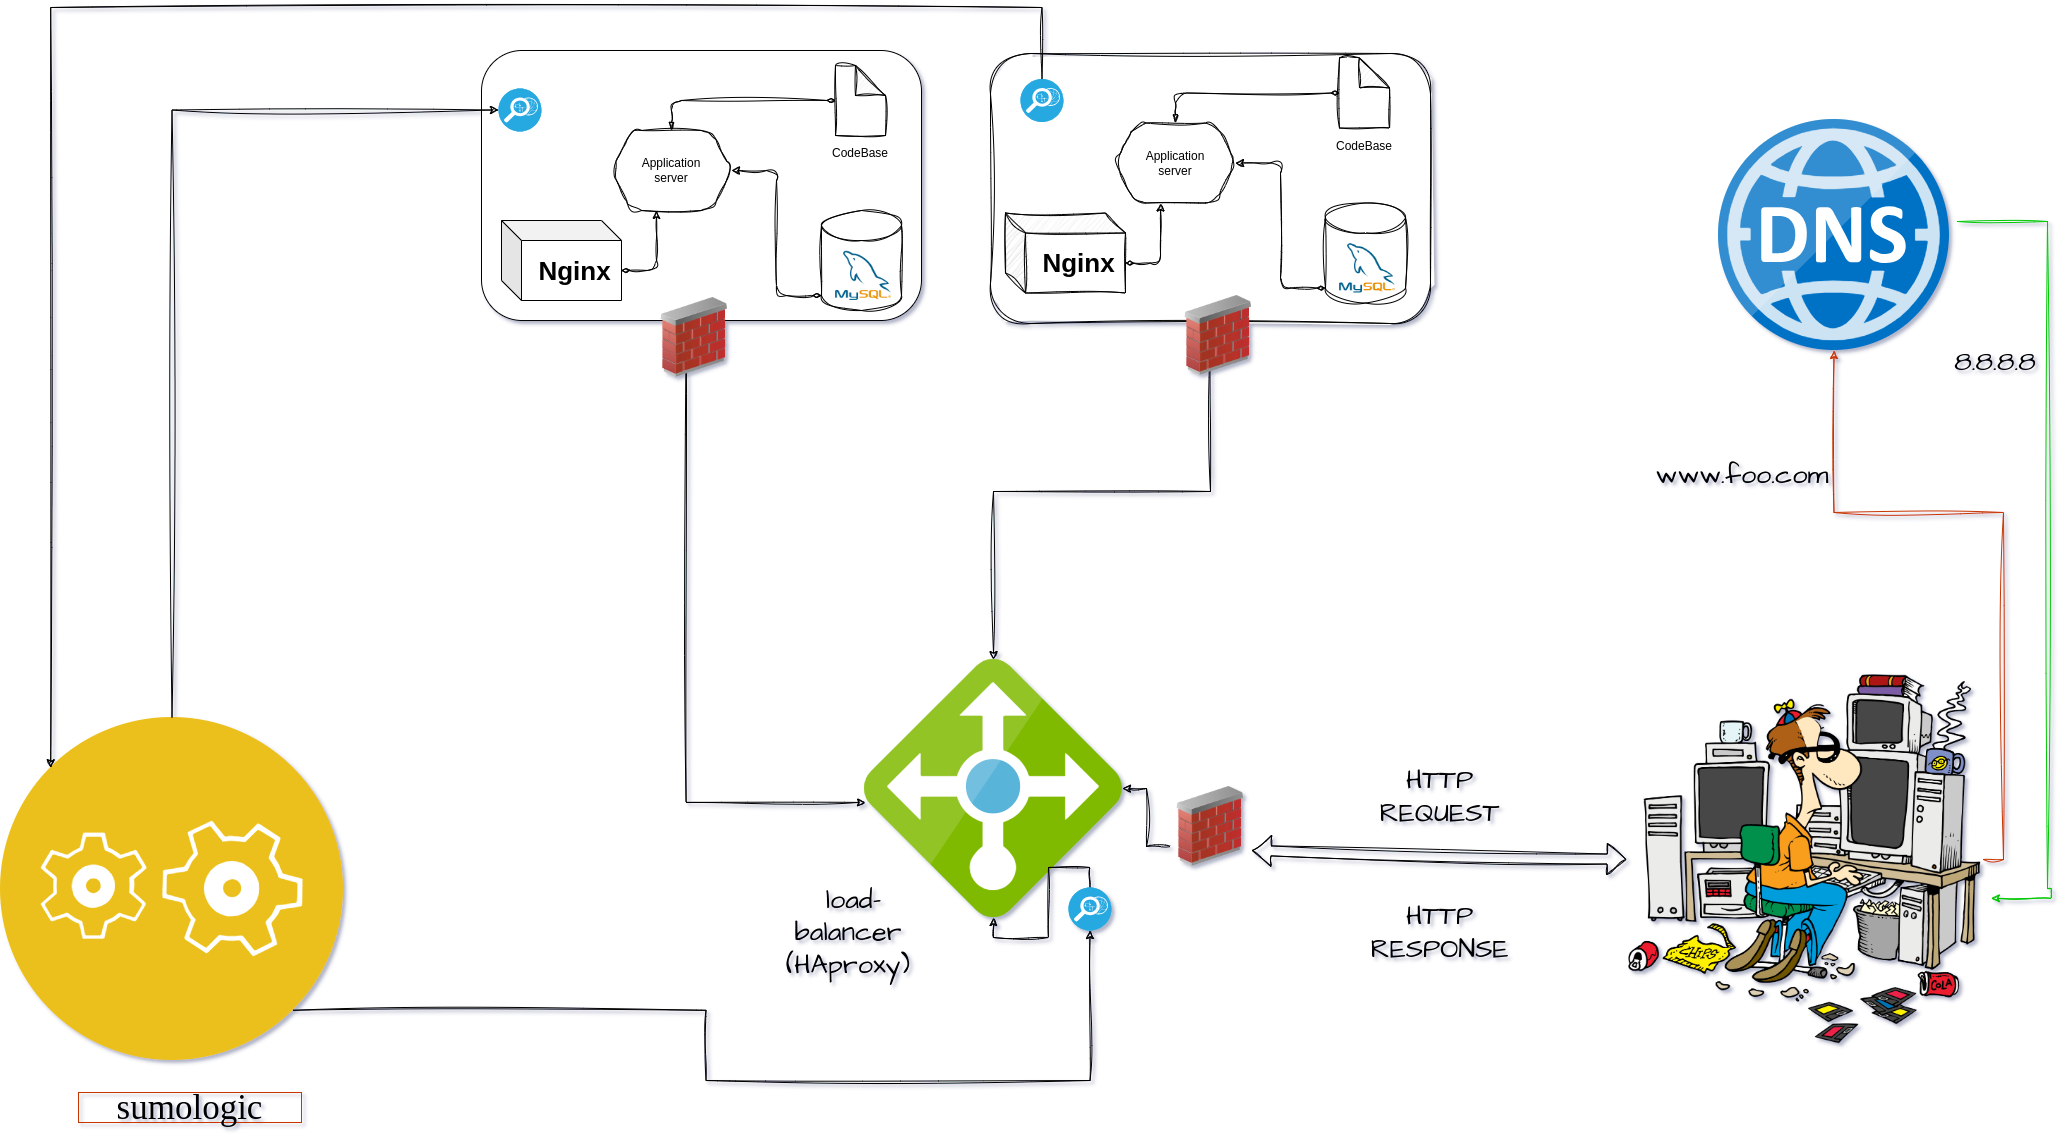 CodeBase
Application
server
Nginx
MySQL
CodeBase
Application
server
Nginx
MySQL
DNS
8.8.8.8
www.foo.com
HTTP
REQUEST
HTTP
RESPONSE
load-
balancer
(HAproxy)
CHIPS
COLA
sumologic